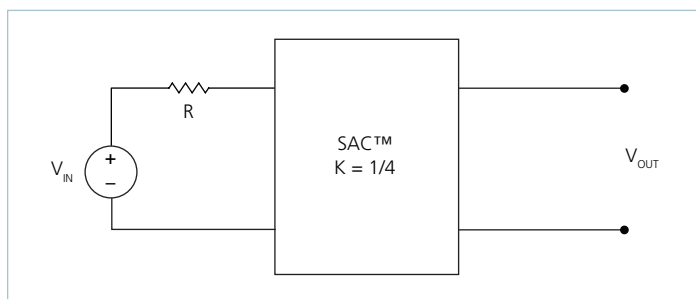 R
SAC™
K = 1/4
V_IN
+
–
V_OUT